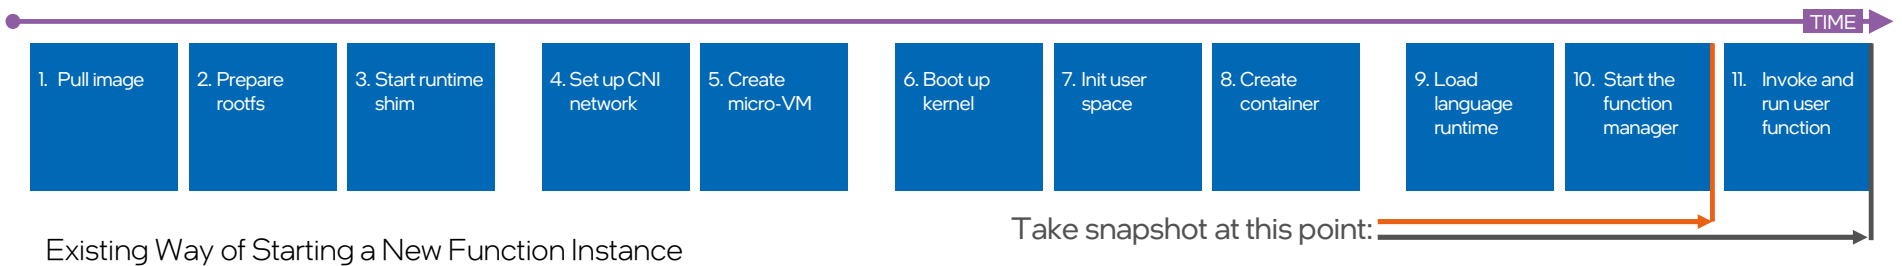 TIME
1. Pull image
2. Prepare
rootfs
3. Start runtime
shim
4. Set up CNI
network
5. Create
micro-VM
6. Boot up
kernel
7. Init user
space
8. Create
container
9. Load
language
runtime
10. Start the
function
manager
11. Invoke and
run user
function
Take snapshot at this point:
Existing Way of Starting a New Function Instance